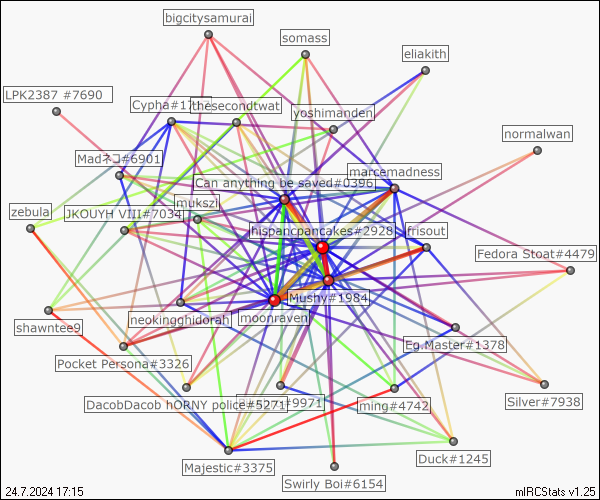 bigcitysamurai
somass
eliakith
LPK2387 #7690
Cypha#17
thesecondtwat
yoshimanden
normalwan
Madネコ#6901
marcemadness
Can anything be saved#0396
mukszi
zebula
JKOUYH VIII#7034
hispancpancakes#2928
frisout
Fedora Stoat#4479
Mushy#1984
shawntee9
neokingghidorah
moonraven
Eg.Master#1378
Pocket Persona#3326
DacobDacob hORNY police#5271
#9971
ming#4742
Silver#7938
Majestic#3375
Duck#1245
Swirly Boi#6154
24.7.2024 17:15
mIRCStats v1.25